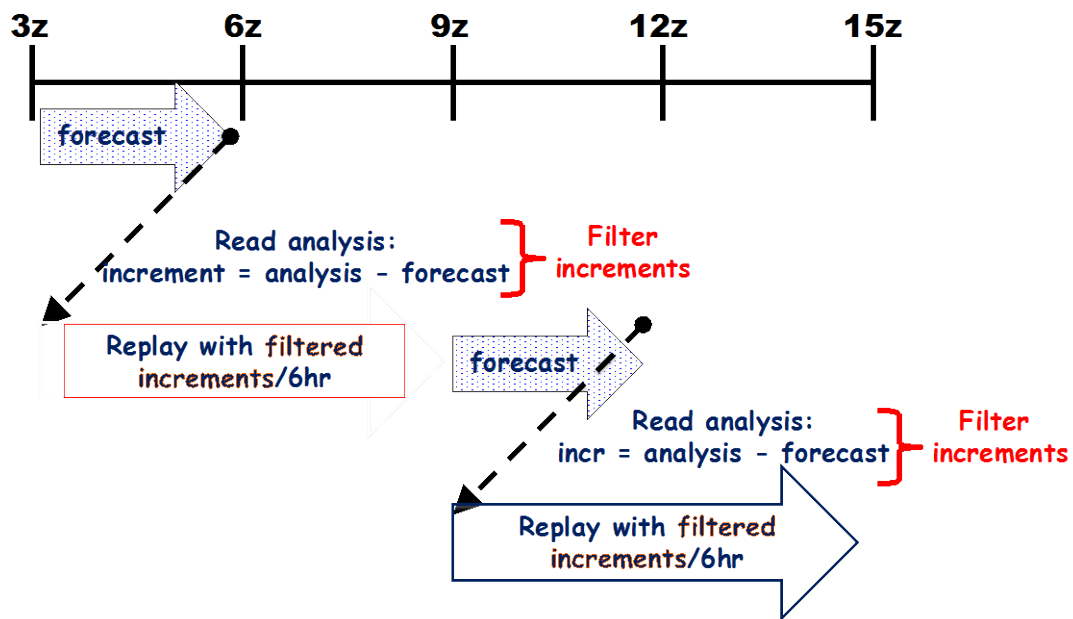 3z 6z 9z 12z 15z
forecast
Read analysis:
increment = analysis - forecast
Filter
increments
Replay with filtered
increments/6hr
forecast
Read analysis:
incr = analysis - forecast
Filter
increments
Replay with filtered
increments/6hr